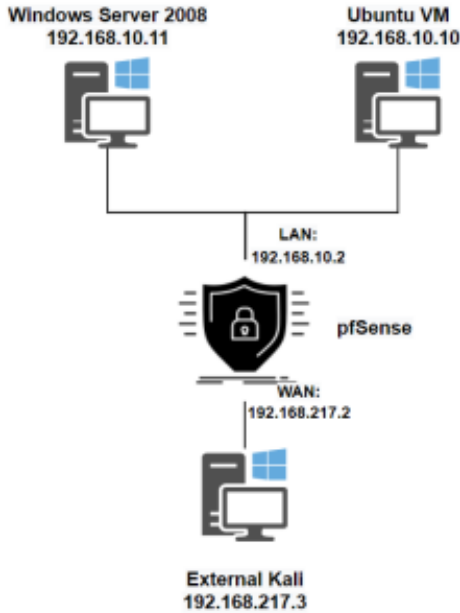 Windows Server 2008
192.168.10.11
Ubuntu VM
192.168.10.10
LAN:
192.168.10.2
pfSense
WAN:
192.168.217.2
External Kali
192.168.217.3